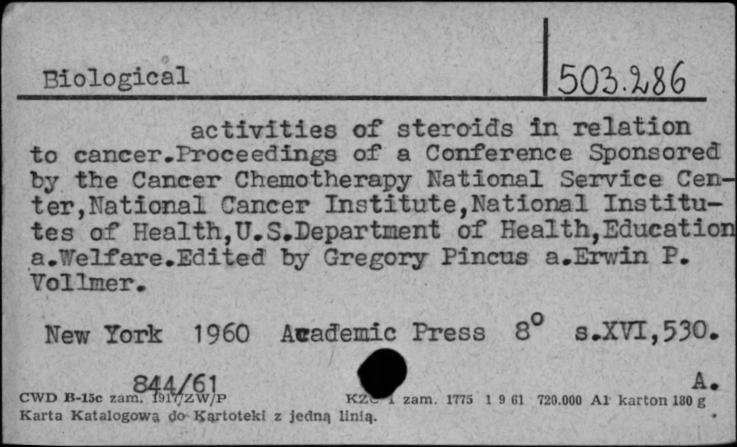 Biological
503.286
activities of steroids in relation
to cancer.Proceedings of a Conference Sponsored
by the Cancer Chemotherapy National Service Cen-
ter,National Cancer Institute,National Institu-
tes of Health,U.S.Department of Health,Education
a.Welfare.Edited by Gregory Pincus a.Erwin P.
Vollmer.
New York 1960 Academic Press 8° s.XVI,530.
844/61 A.
CWD B-15c zam. 1917/ZW/P KZG 1 zam. 1775 1 9 61 720.000 A1 karton 180 g
Karta Katalogowa do Kartoteki z jedną linią.